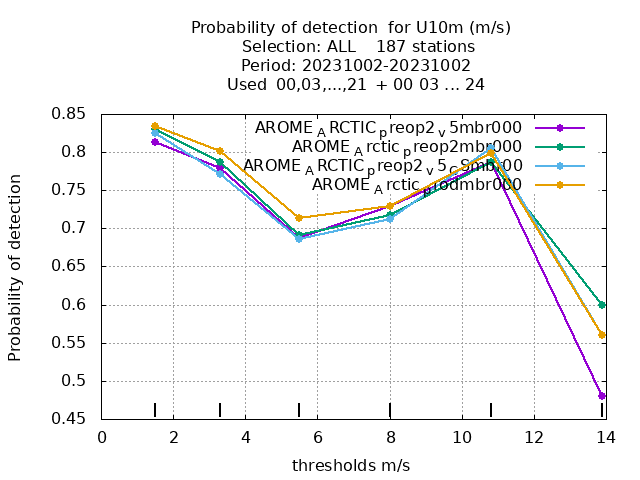 Probability of detection for U10m (m/s)
Selection: ALL 187 stations
Period: 20231002-20231002
Used 00,03,...,21 + 00 03 ... 24
0.85
0.8
0.75
0.7
0.65
0.6
0.55
0.5
0.45
Probability of detection
AROME_ARCTIC_preop2_v5mbr000
AROME_Arctic_preop2mbr000
AROME_ARCTIC_preop2_v5_c9mbr00
AROME_Arctic_prodmbr000
0 2 4 6 8 10 12 14
thresholds m/s